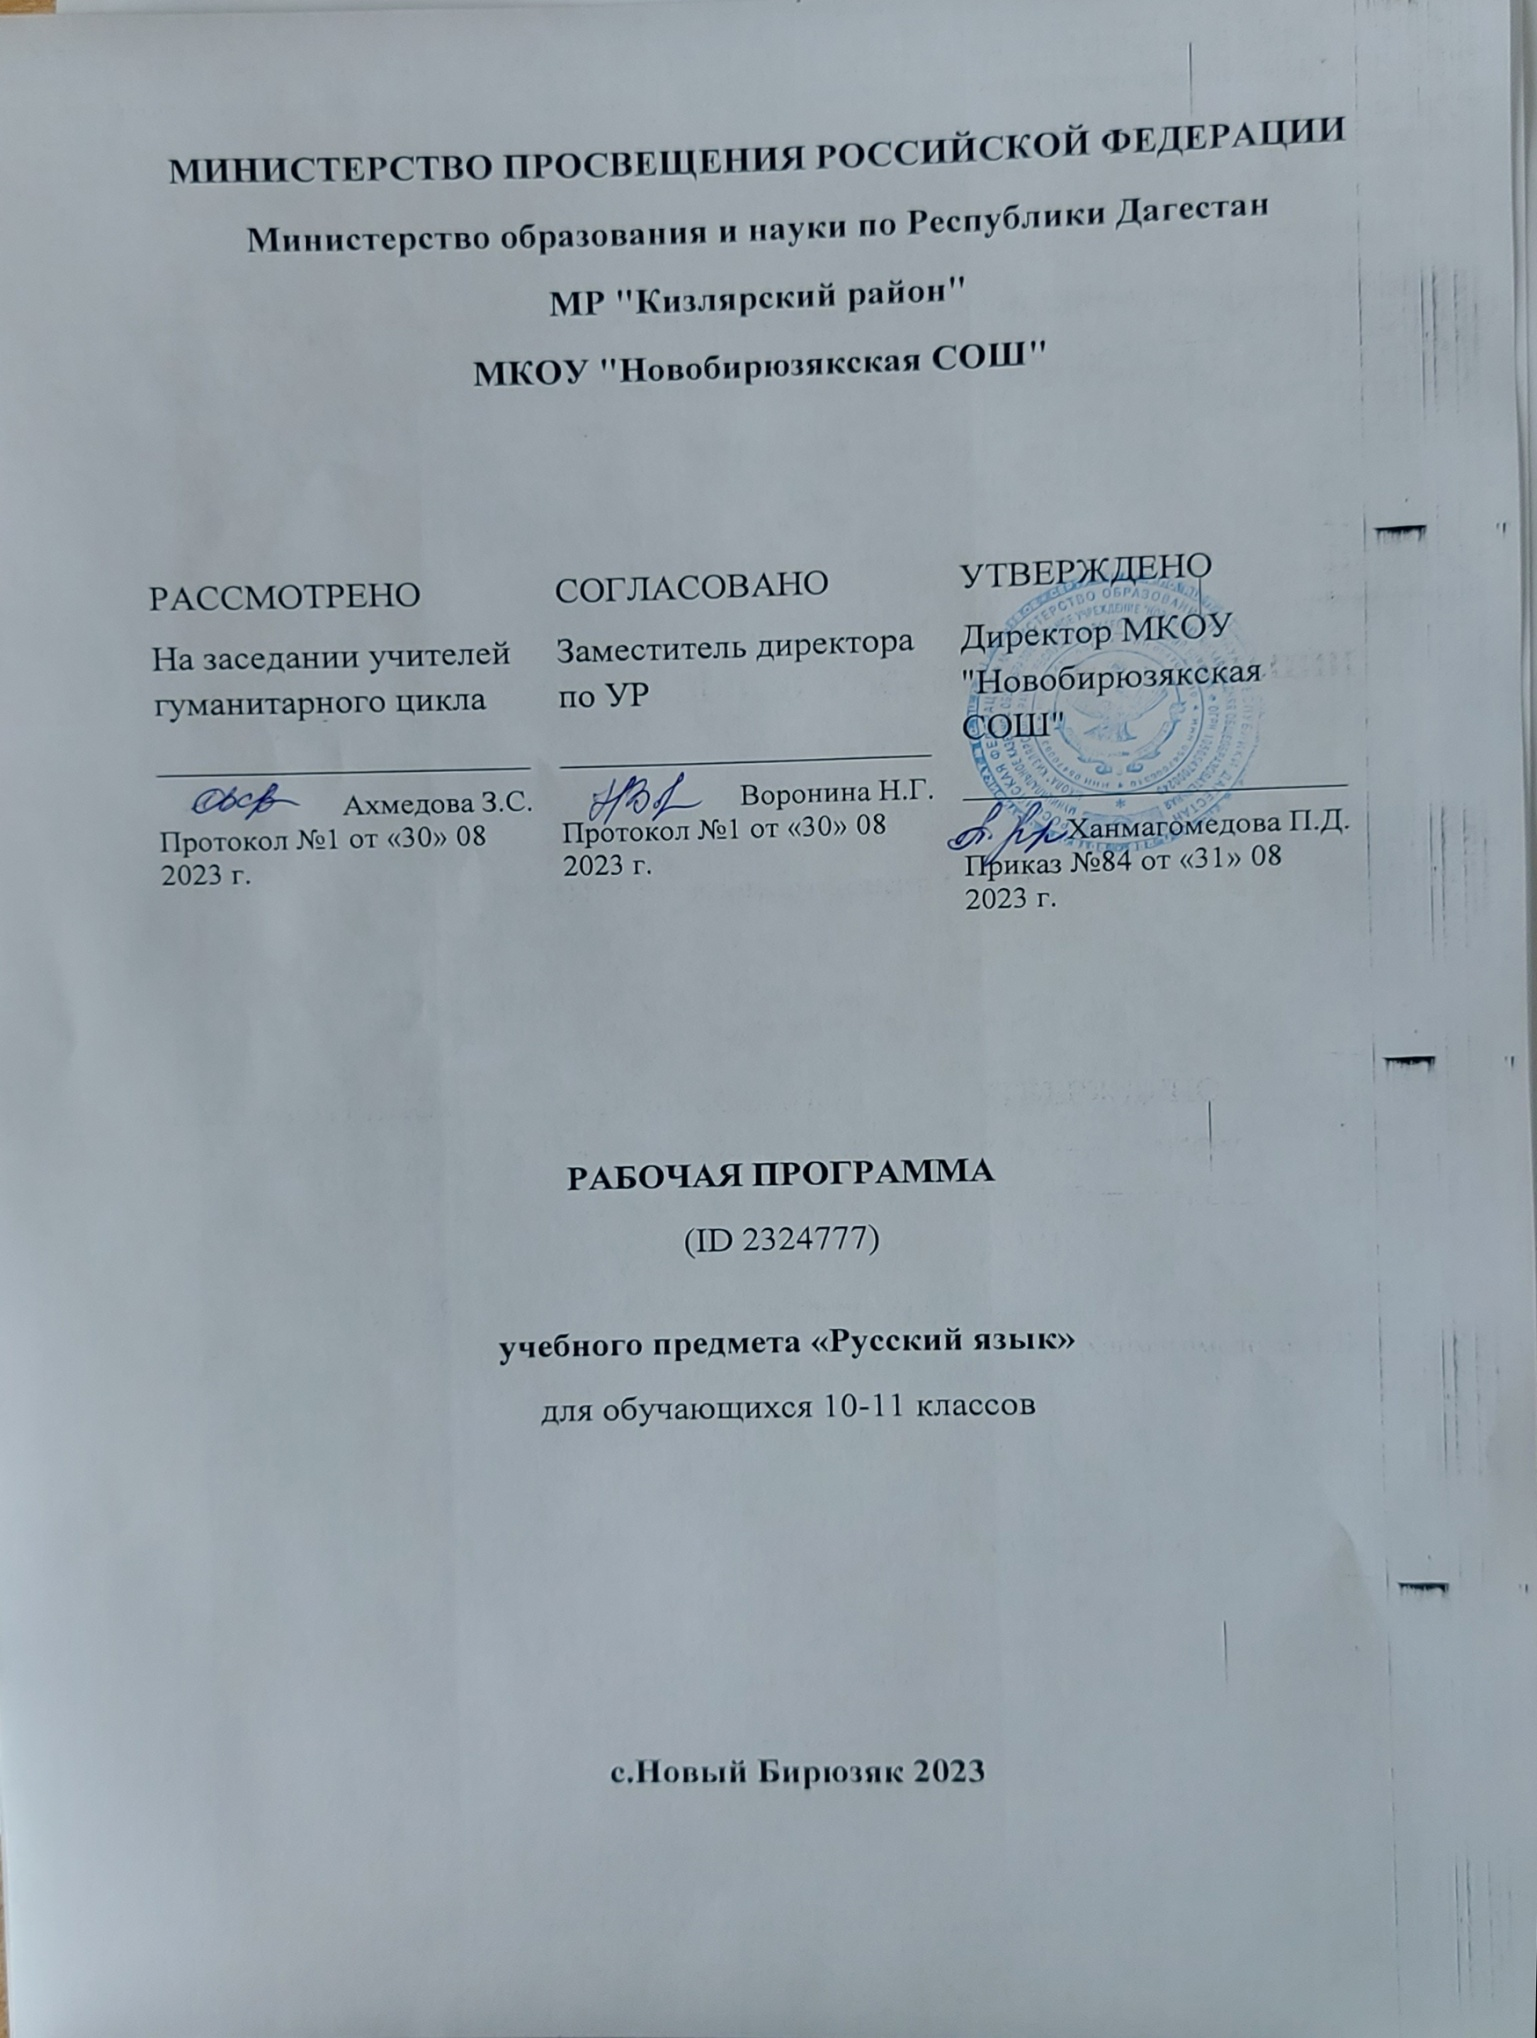 МИНИСТЕРСТВО ПРОСВЕЩЕНИЯ РОССИЙСКОЙ ФЕДЕРАЦИИ
Министерство образования и науки по Республики Дагестан
МР "Кизлярский район"
МКОУ "Новобирюзякская СОШ"
РАССМОТРЕНО
На заседании учителей
гуманитарного цикла
Ахмедова З.С.
Протокол №1 от «30» 08
2023 г.
СОГЛАСОВАНО
Заместитель директора
по УР
Воронина Н.Г.
Протокол №1 от «30» 08
2023 г.
УТВЕРЖДЕНО
Директор МКОУ
"Новобирюзякская
СОШ"
Ханмагомедова П.Д.
Приказ №84 от «31» 08
2023 г.
РАБОЧАЯ ПРОГРАММА
(ID 2324777)
учебного предмета «Русский язык»
для обучающихся 10-11 классов
с.Новый Бирюзяк 2023